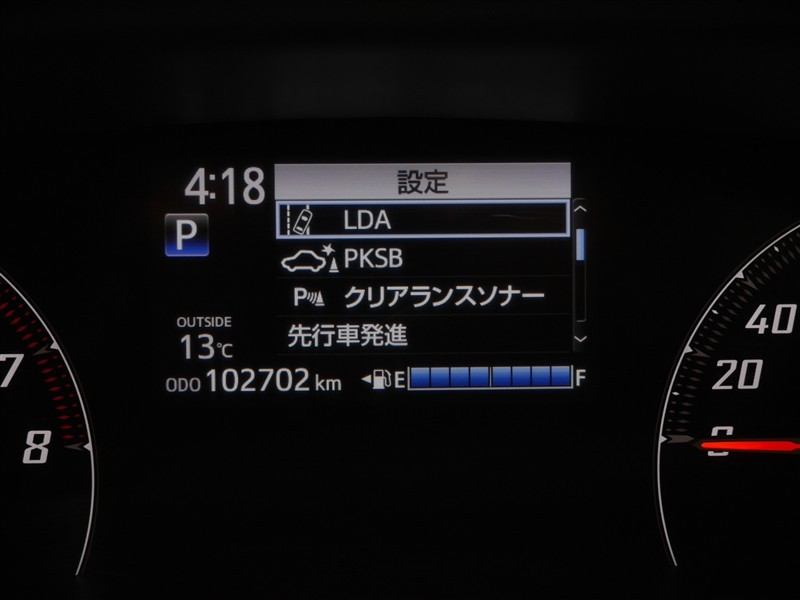 4:18
設定
LDA
P
PKSB
P クリアランスソナー
OUTSIDE
13℃
先行車発進
ODO 102702 km
E F
7
8
40
20
0